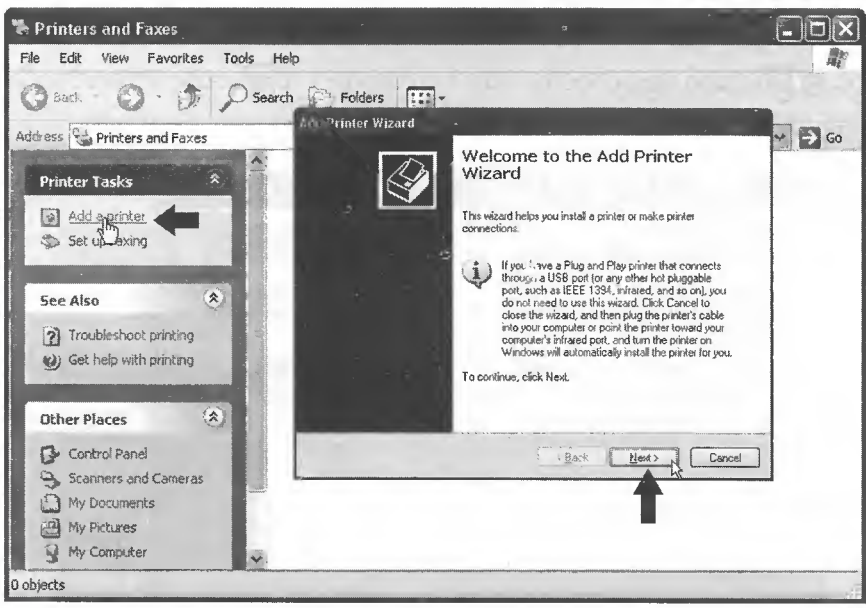 Printers and Faxes
File Edit View Favorites Tools Help
Back Search Folders
Address Printers and Faxes Go
Printer Tasks
Add a printer
Set up faxing
See Also
Troubleshoot printing
Get help with printing
Other Places
Control Panel
Scanners and Cameras
My Documents
My Pictures
My Computer
0 objects
Add Printer Wizard
Welcome to the Add Printer
Wizard
This wizard helps you install a printer or make printer
connections.
If you have a Plug and Play printer that connects
through a USB port (or any other hot pluggable
port, such as IEEE 1394, infrared, and so on), you
do not need to use this wizard. Click Cancel to
close the wizard, and then plug the printer's cable
into your computer or point the printer toward your
computer's infrared port, and turn the printer on.
Windows will automatically install the printer for you.
To continue, click Next.
< Back Next > Cancel